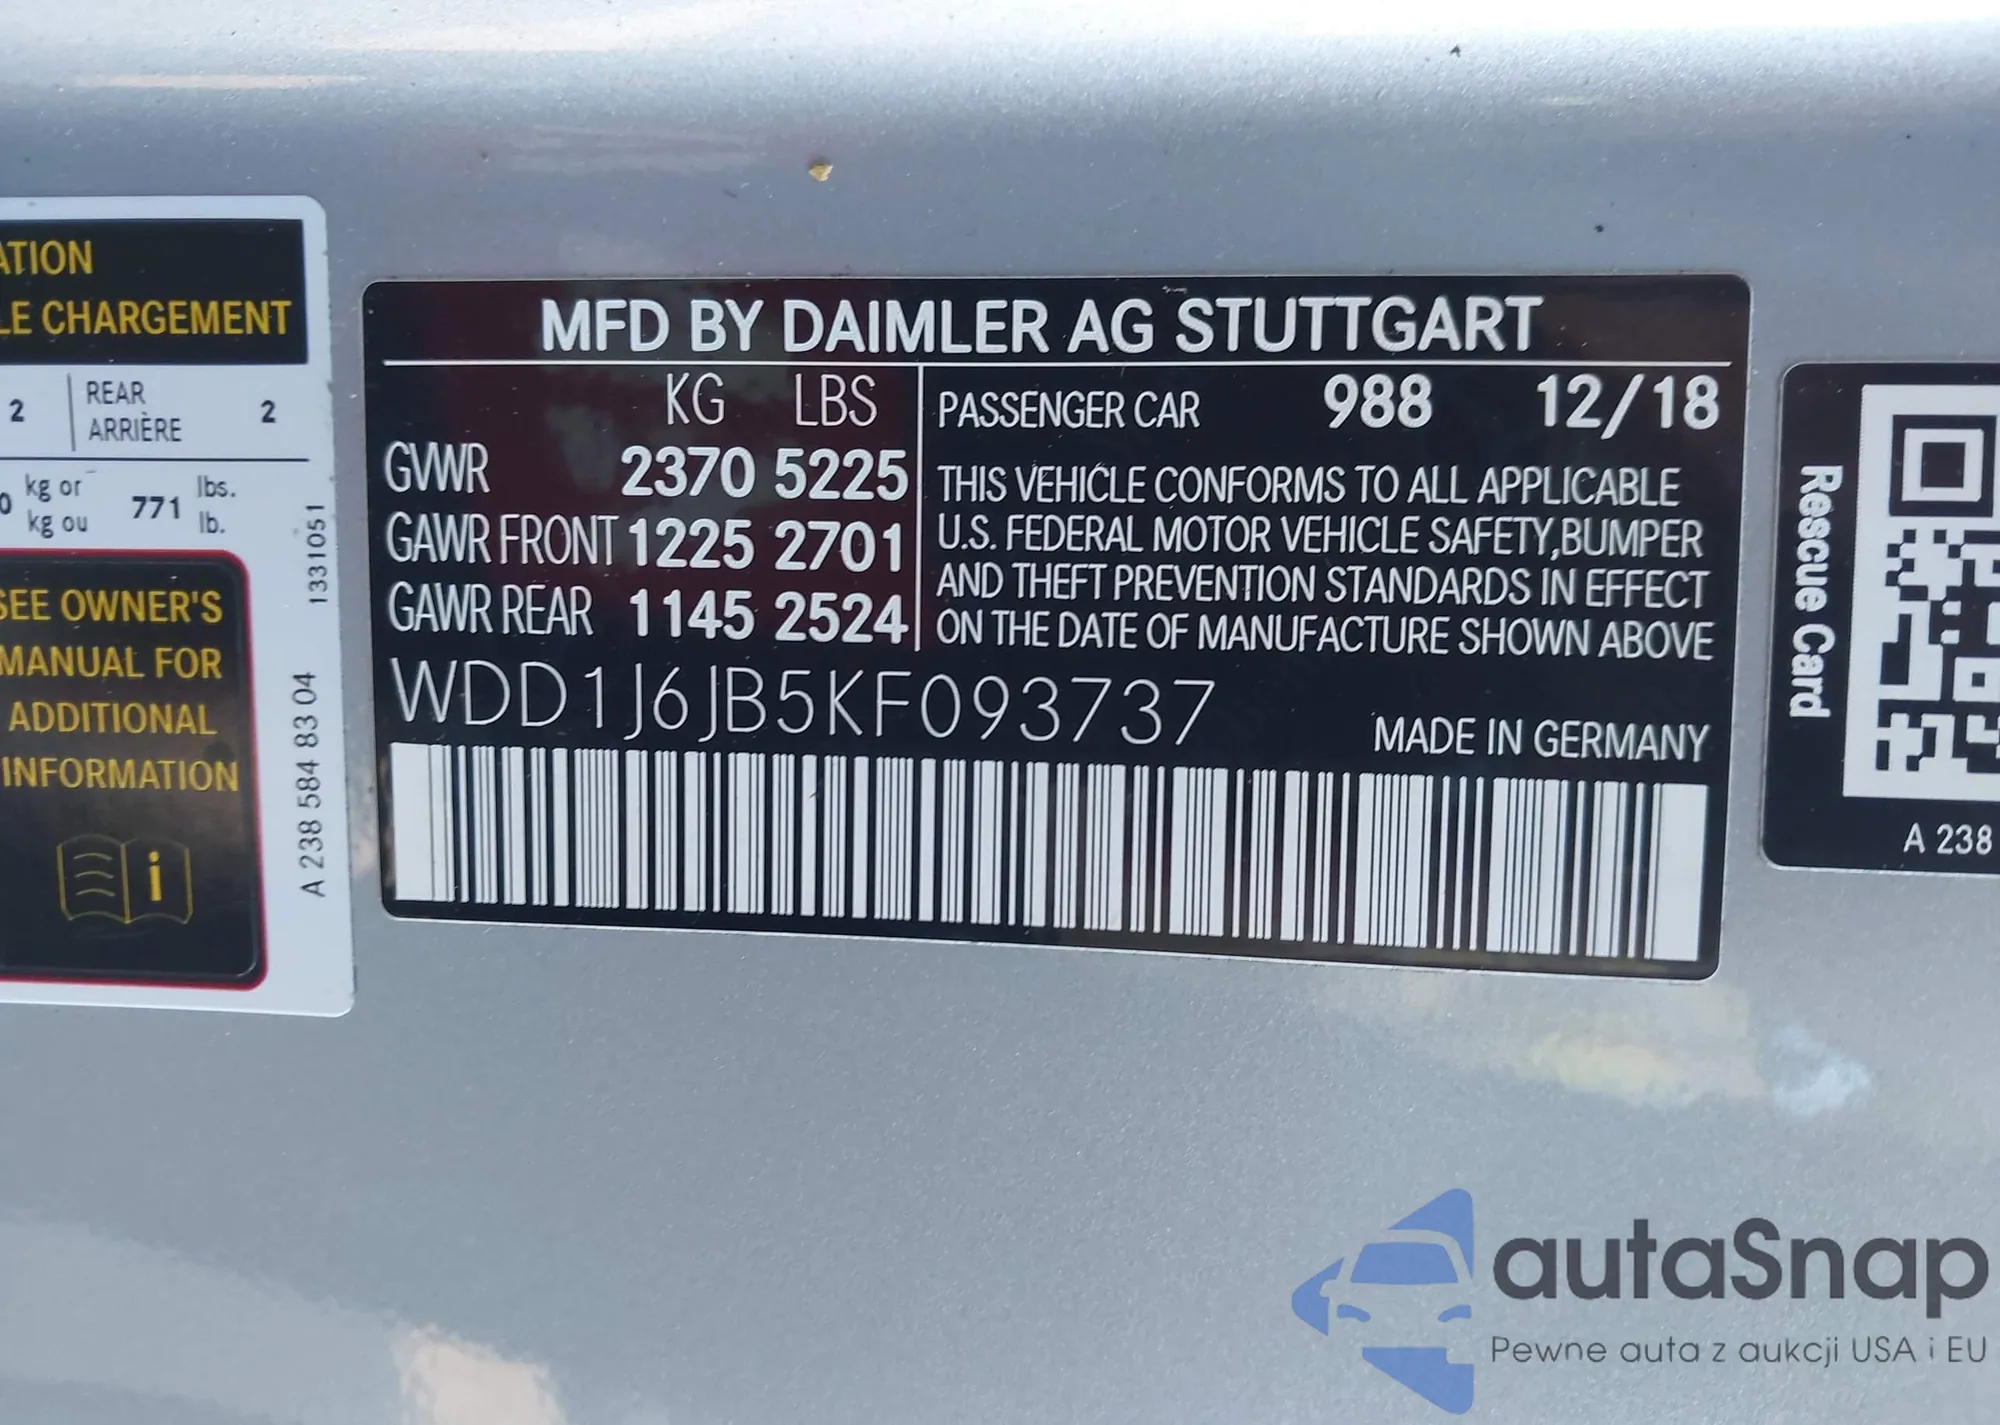 ATION
LE CHARGEMENT
2 REAR ARRIÈRE 2
0 kg or kg ou 771 lbs. lb.
SEE OWNER'S
MANUAL FOR
ADDITIONAL
INFORMATION
i
1331051
A 238 584 83 04
MFD BY DAIMLER AG STUTTGART
KG LBS
GVWR 2370 5225
GAWR FRONT 1225 2701
GAWR REAR 1145 2524
PASSENGER CAR 988 12/18
THIS VEHICLE CONFORMS TO ALL APPLICABLE
U.S. FEDERAL MOTOR VEHICLE SAFETY,BUMPER
AND THEFT PREVENTION STANDARDS IN EFFECT
ON THE DATE OF MANUFACTURE SHOWN ABOVE
WDD1J6JB5KF093737
MADE IN GERMANY
Rescue Card
A 238
autaSnap
Pewne auta z aukcji USA i EU